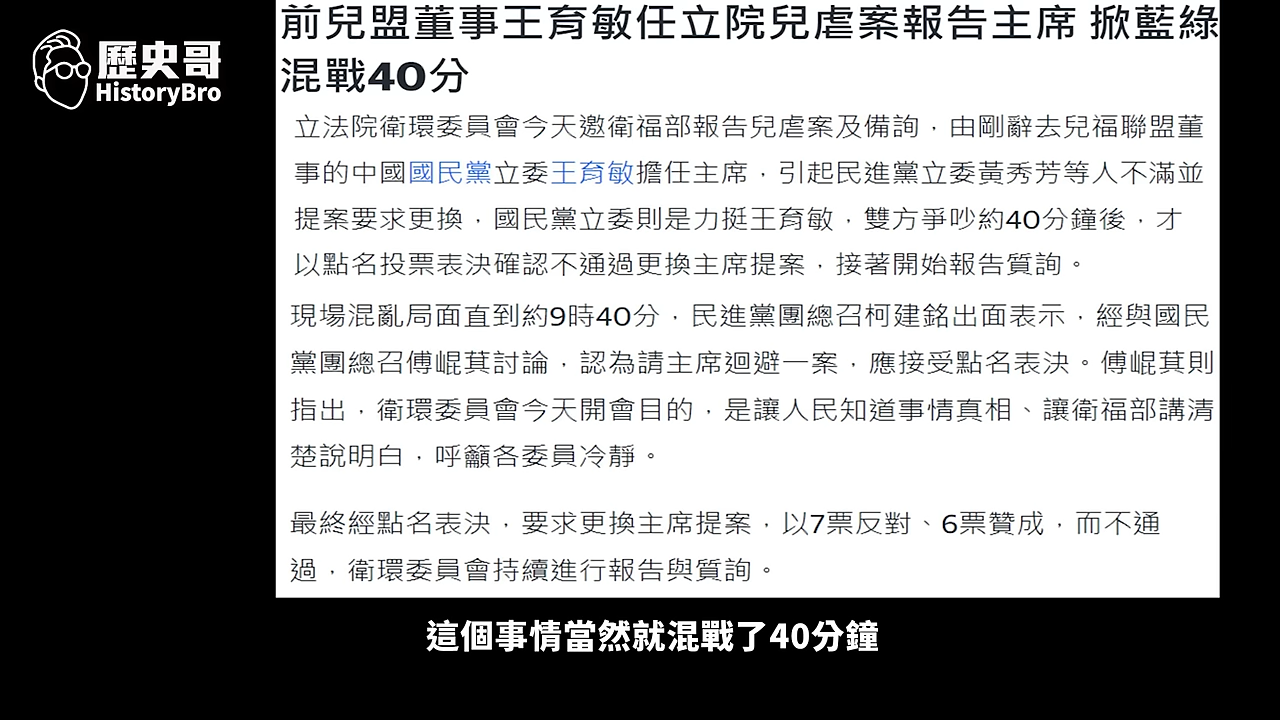 歷史哥
HistoryBro
前兒盟董事王育敏任立院兒虐案報告主席 掀藍綠
混戰40分
立法院衛環委員會今天邀衛福部報告兒虐案及備詢，由剛辭去兒福聯盟董
事的中國國民黨立委王育敏擔任主席，引起民進黨立委黃秀芳等人不滿並
提案要求更換，國民黨立委則是力挺王育敏，雙方爭吵約40分鐘後，才
以點名投票表決確認不通過更換主席提案，接著開始報告質詢。
現場混亂局面直到約9時40分，民進黨團總召柯建銘出面表示，經與國民
黨團總召傅崐萁討論，認為請主席迴避一案，應接受點名表決。傅崐萁則
指出，衛環委員會今天開會目的，是讓人民知道事情真相、讓衛福部講清
楚說明白，呼籲各委員冷靜。
最終經點名表決，要求更換主席提案，以7票反對、6票贊成，而不通
過，衛環委員會持續進行報告與質詢。
這個事情當然就混戰了40分鐘